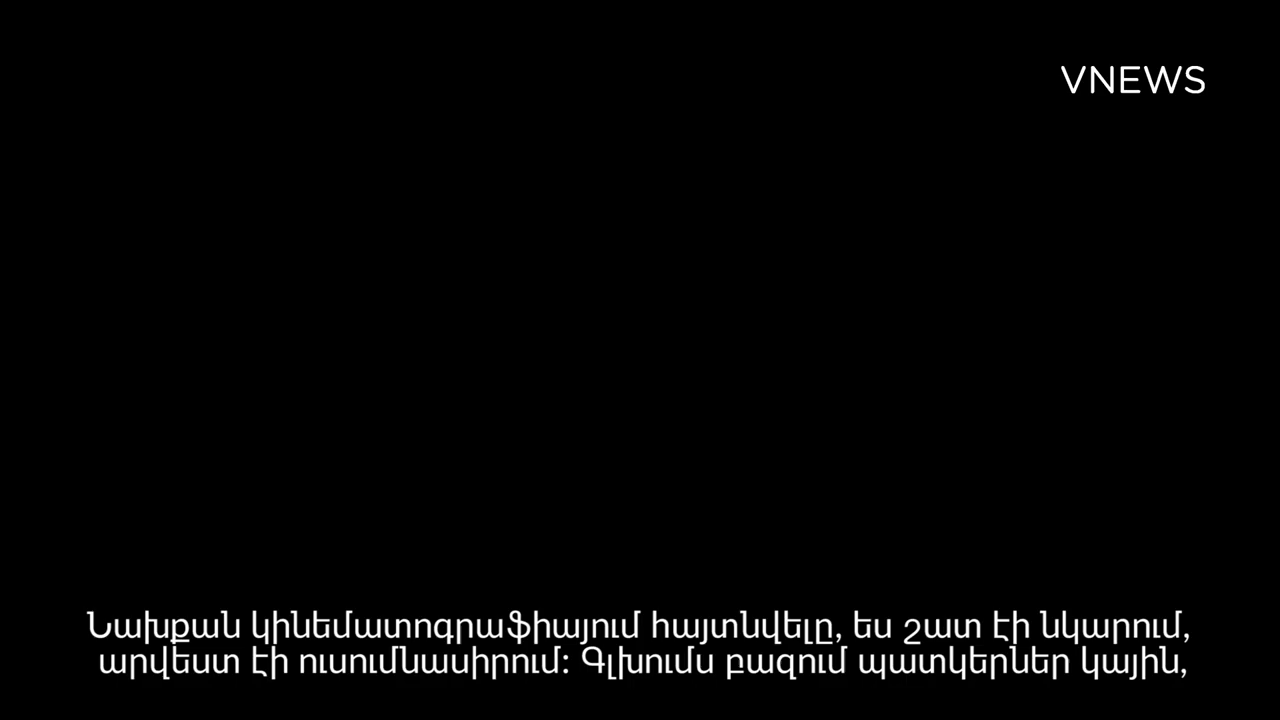 VNEWS
Նախքան կինեմատոգրաֆիայում հայտնվելը, ես շատ էի նկարում,
արվեստ էի ուսումնասիրում: Գլխումս բազում պատկերներ կային,